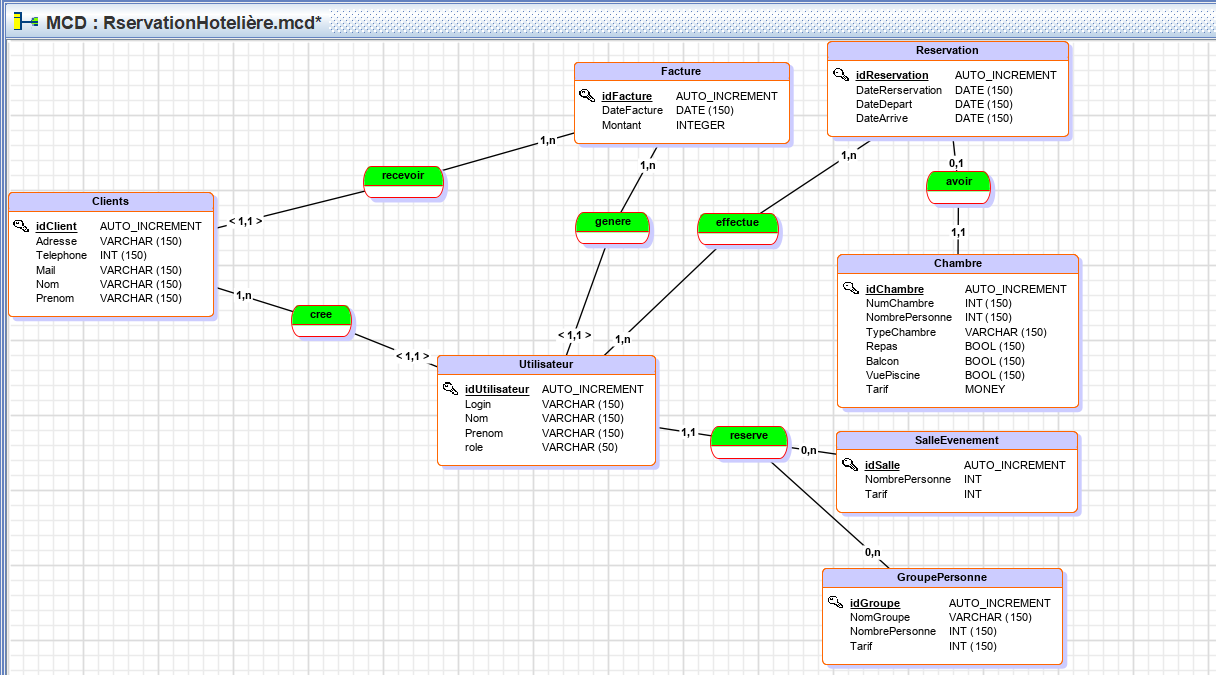 MCD : RservationHotelière.mcd*
Reservation
idReservation AUTO_INCREMENT
DateRerservation DATE (150)
DateDepart DATE (150)
DateArrive DATE (150)
Facture
idFacture AUTO_INCREMENT
DateFacture DATE (150)
Montant INTEGER
1,n
1,n
1,n
0,1
recevoir
avoir
Clients
idClient AUTO_INCREMENT
Adresse VARCHAR (150)
Telephone INT (150)
Mail VARCHAR (150)
Nom VARCHAR (150)
Prenom VARCHAR (150)
< 1,1 >
genere
effectue
1,1
Chambre
idChambre AUTO_INCREMENT
NumChambre INT (150)
NombrePersonne INT (150)
TypeChambre VARCHAR (150)
Repas BOOL (150)
Balcon BOOL (150)
VuePiscine BOOL (150)
Tarif MONEY
1,n
cree
< 1,1 >
< 1,1 >
1,n
Utilisateur
idUtilisateur AUTO_INCREMENT
Login VARCHAR (150)
Nom VARCHAR (150)
Prenom VARCHAR (150)
role VARCHAR (50)
1,1
reserve
0,n
SalleEvenement
idSalle AUTO_INCREMENT
NombrePersonne INT
Tarif INT
0,n
GroupePersonne
idGroupe AUTO_INCREMENT
NomGroupe VARCHAR (150)
NombrePersonne INT (150)
Tarif INT (150)